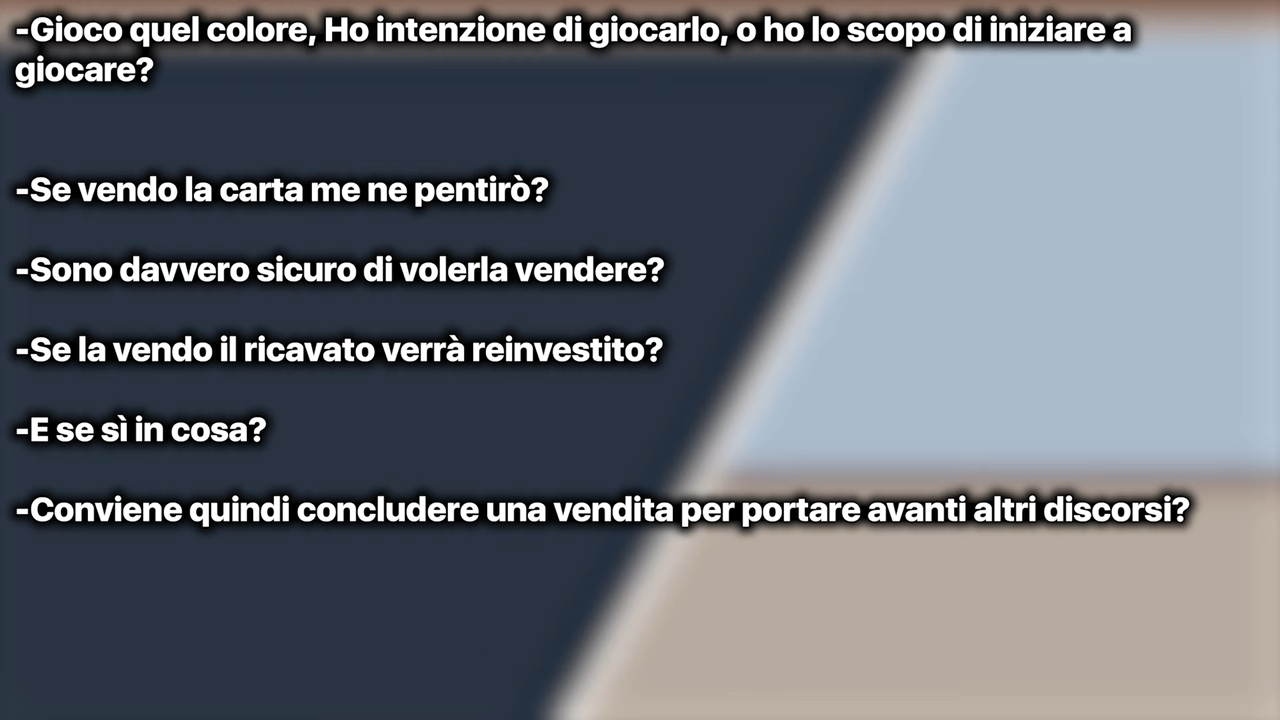 -Gioco quel colore, Ho intenzione di giocarlo, o ho lo scopo di iniziare a
giocare?
-Se vendo la carta me ne pentirò?
-Sono davvero sicuro di volerla vendere?
-Se la vendo il ricavato verrà reinvestito?
-E se sì in cosa?
-Conviene quindi concludere una vendita per portare avanti altri discorsi?